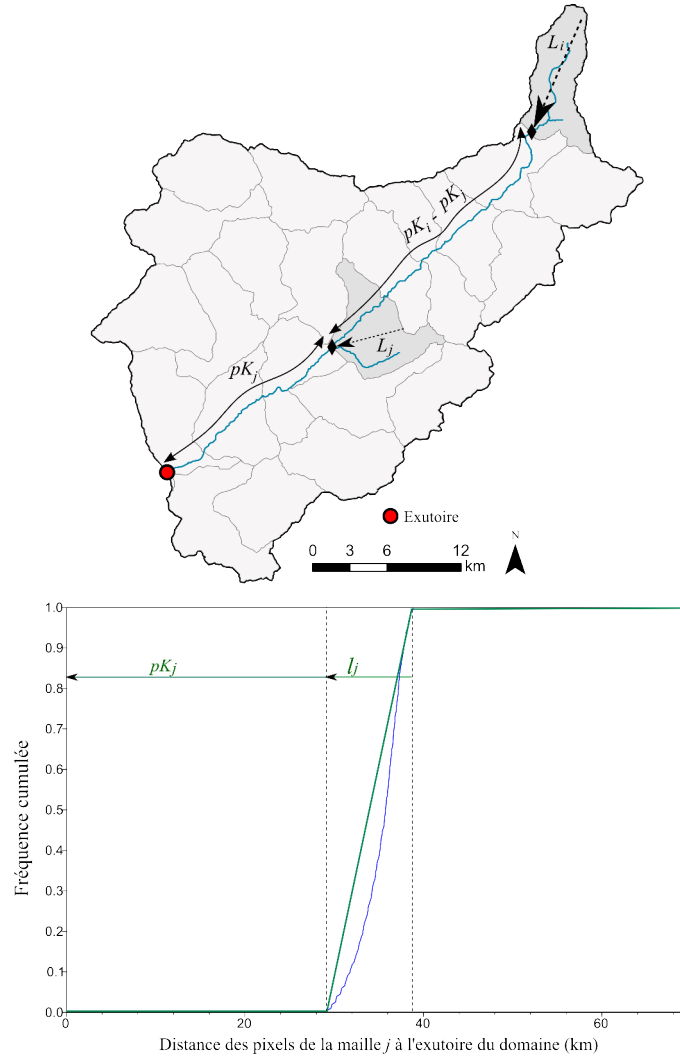 Li
pKi - pKj
Lj
pKj
Exutoire
N
0 3 6 12
km
1.0
pKj lj
0.9
0.8
0.7
0.6
0.5
0.4
0.3
0.2
0.1
0.0
Fréquence cumulée
0 20 40 60
Distance des pixels de la maille j à l'exutoire du domaine (km)